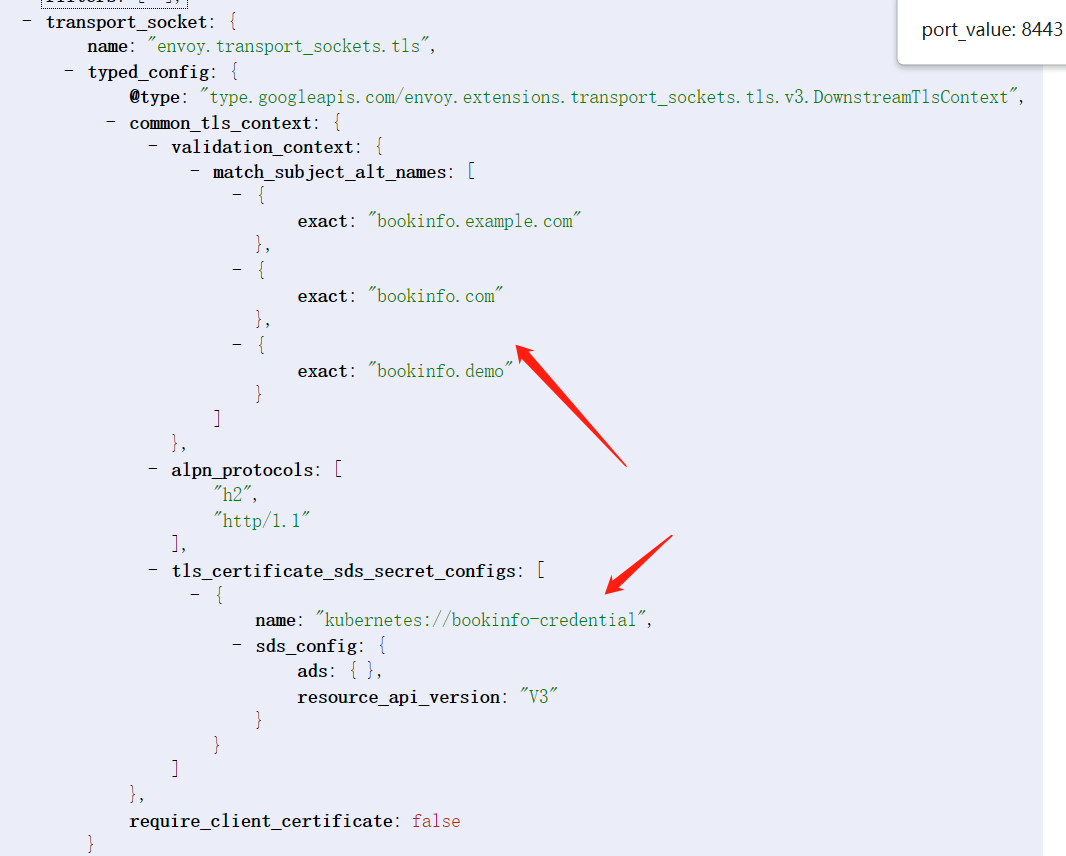 - transport_socket: {
name: "envoy.transport_sockets.tls",
- typed_config: {
@type: "type.googleapis.com/envoy.extensions.transport_sockets.tls.v3.DownstreamTlsContext",
- common_tls_context: {
- validation_context: {
- match_subject_alt_names: [
- {
exact: "bookinfo.example.com"
},
- {
exact: "bookinfo.com"
},
- {
exact: "bookinfo.demo"
}
]
},
- alpn_protocols: [
"h2",
"http/1.1"
],
- tls_certificate_sds_secret_configs: [
- {
name: "kubernetes://bookinfo-credential",
- sds_config: {
ads: { },
resource_api_version: "V3"
}
}
]
},
require_client_certificate: false
}
port_value: 8443